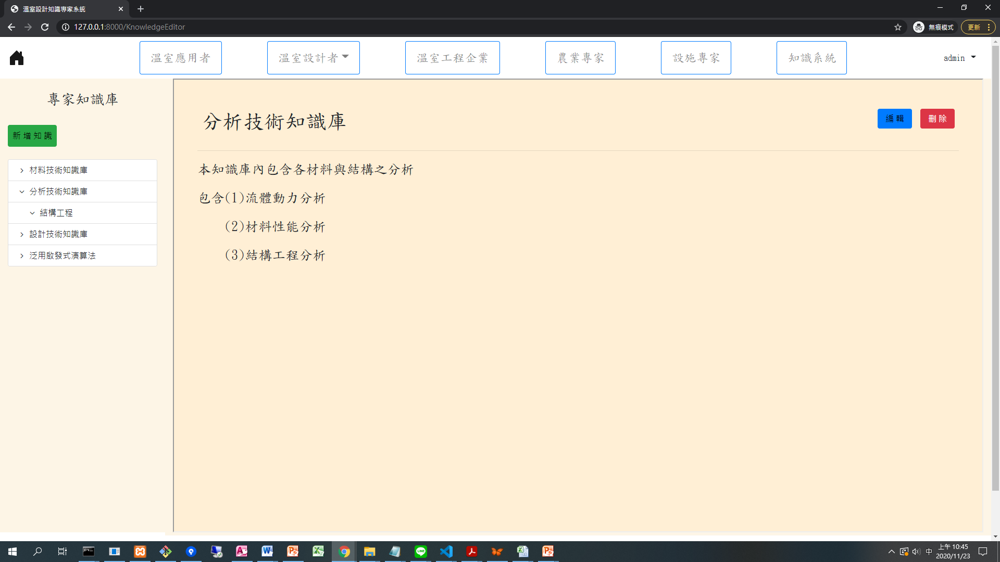 溫室設計知識專家系統
127.0.0.1:8000/KnowledgeEditor
無痕模式
更新
溫室應用者
溫室設計者
溫室工程企業
農業專家
設施專家
知識系統
admin
專家知識庫
新增知識
材料技術知識庫
分析技術知識庫
結構工程
設計技術知識庫
泛用啟發式演算法
分析技術知識庫
編輯
刪除
本知識庫內包含各材料與結構之分析
包含(1)流體動力分析
(2)材料性能分析
(3)結構工程分析
中
上午 10:45
2020/11/23